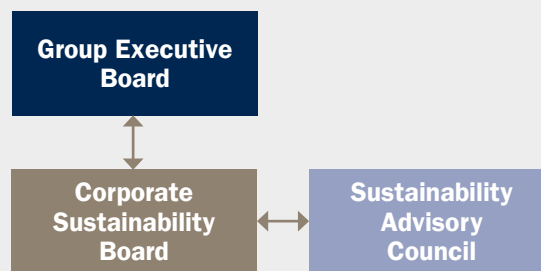 Group Executive
Board
Corporate
Sustainability
Board
Sustainability
Advisory
Council